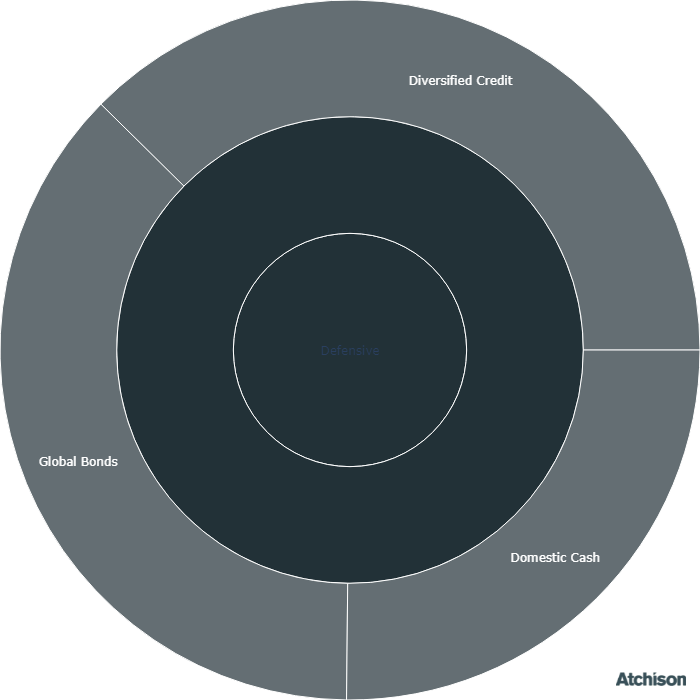 Diversified Credit
Defensive
Global Bonds
Domestic Cash
Atchison